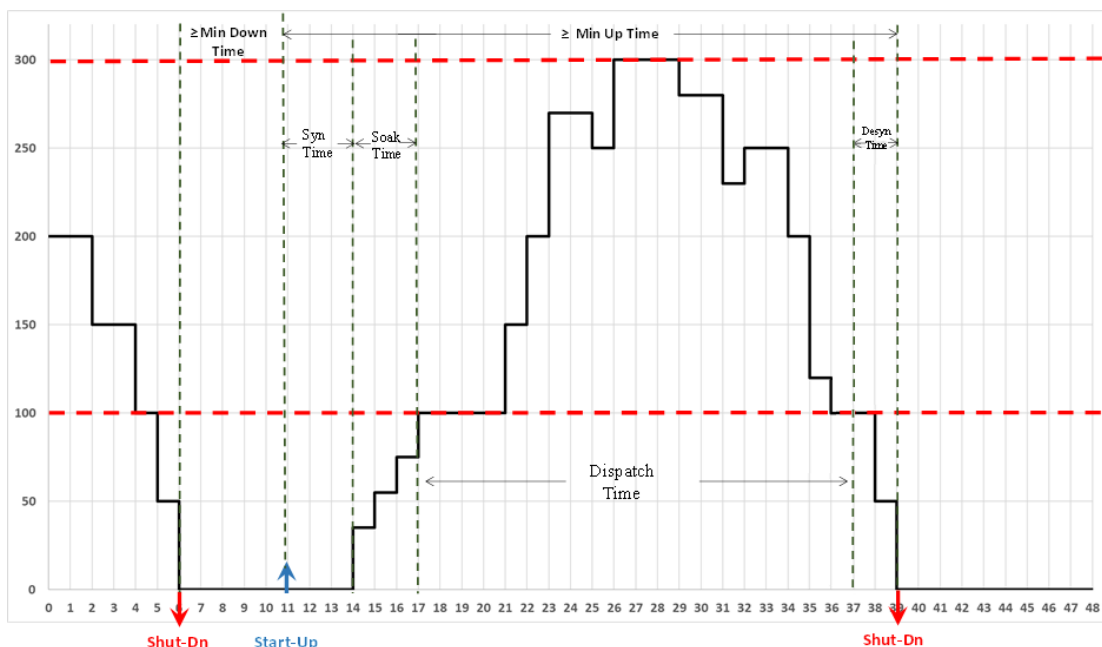 ≥Min Down
Time
≥ Min Up Time
300
Syn
Time
Soak
Time
Desyn
Time
250
200
150
100
Dispatch
Time
50
0
0 1 2 3 4 5 6 7 8 9 10 11 12 13 14 15 16 17 18 19 20 21 22 23 24 25 26 27 28 29 30 31 32 33 34 35 36 37 38 39 40 41 42 43 44 45 46 47 48
Shut-Dn
Start-Up
Shut-Dn